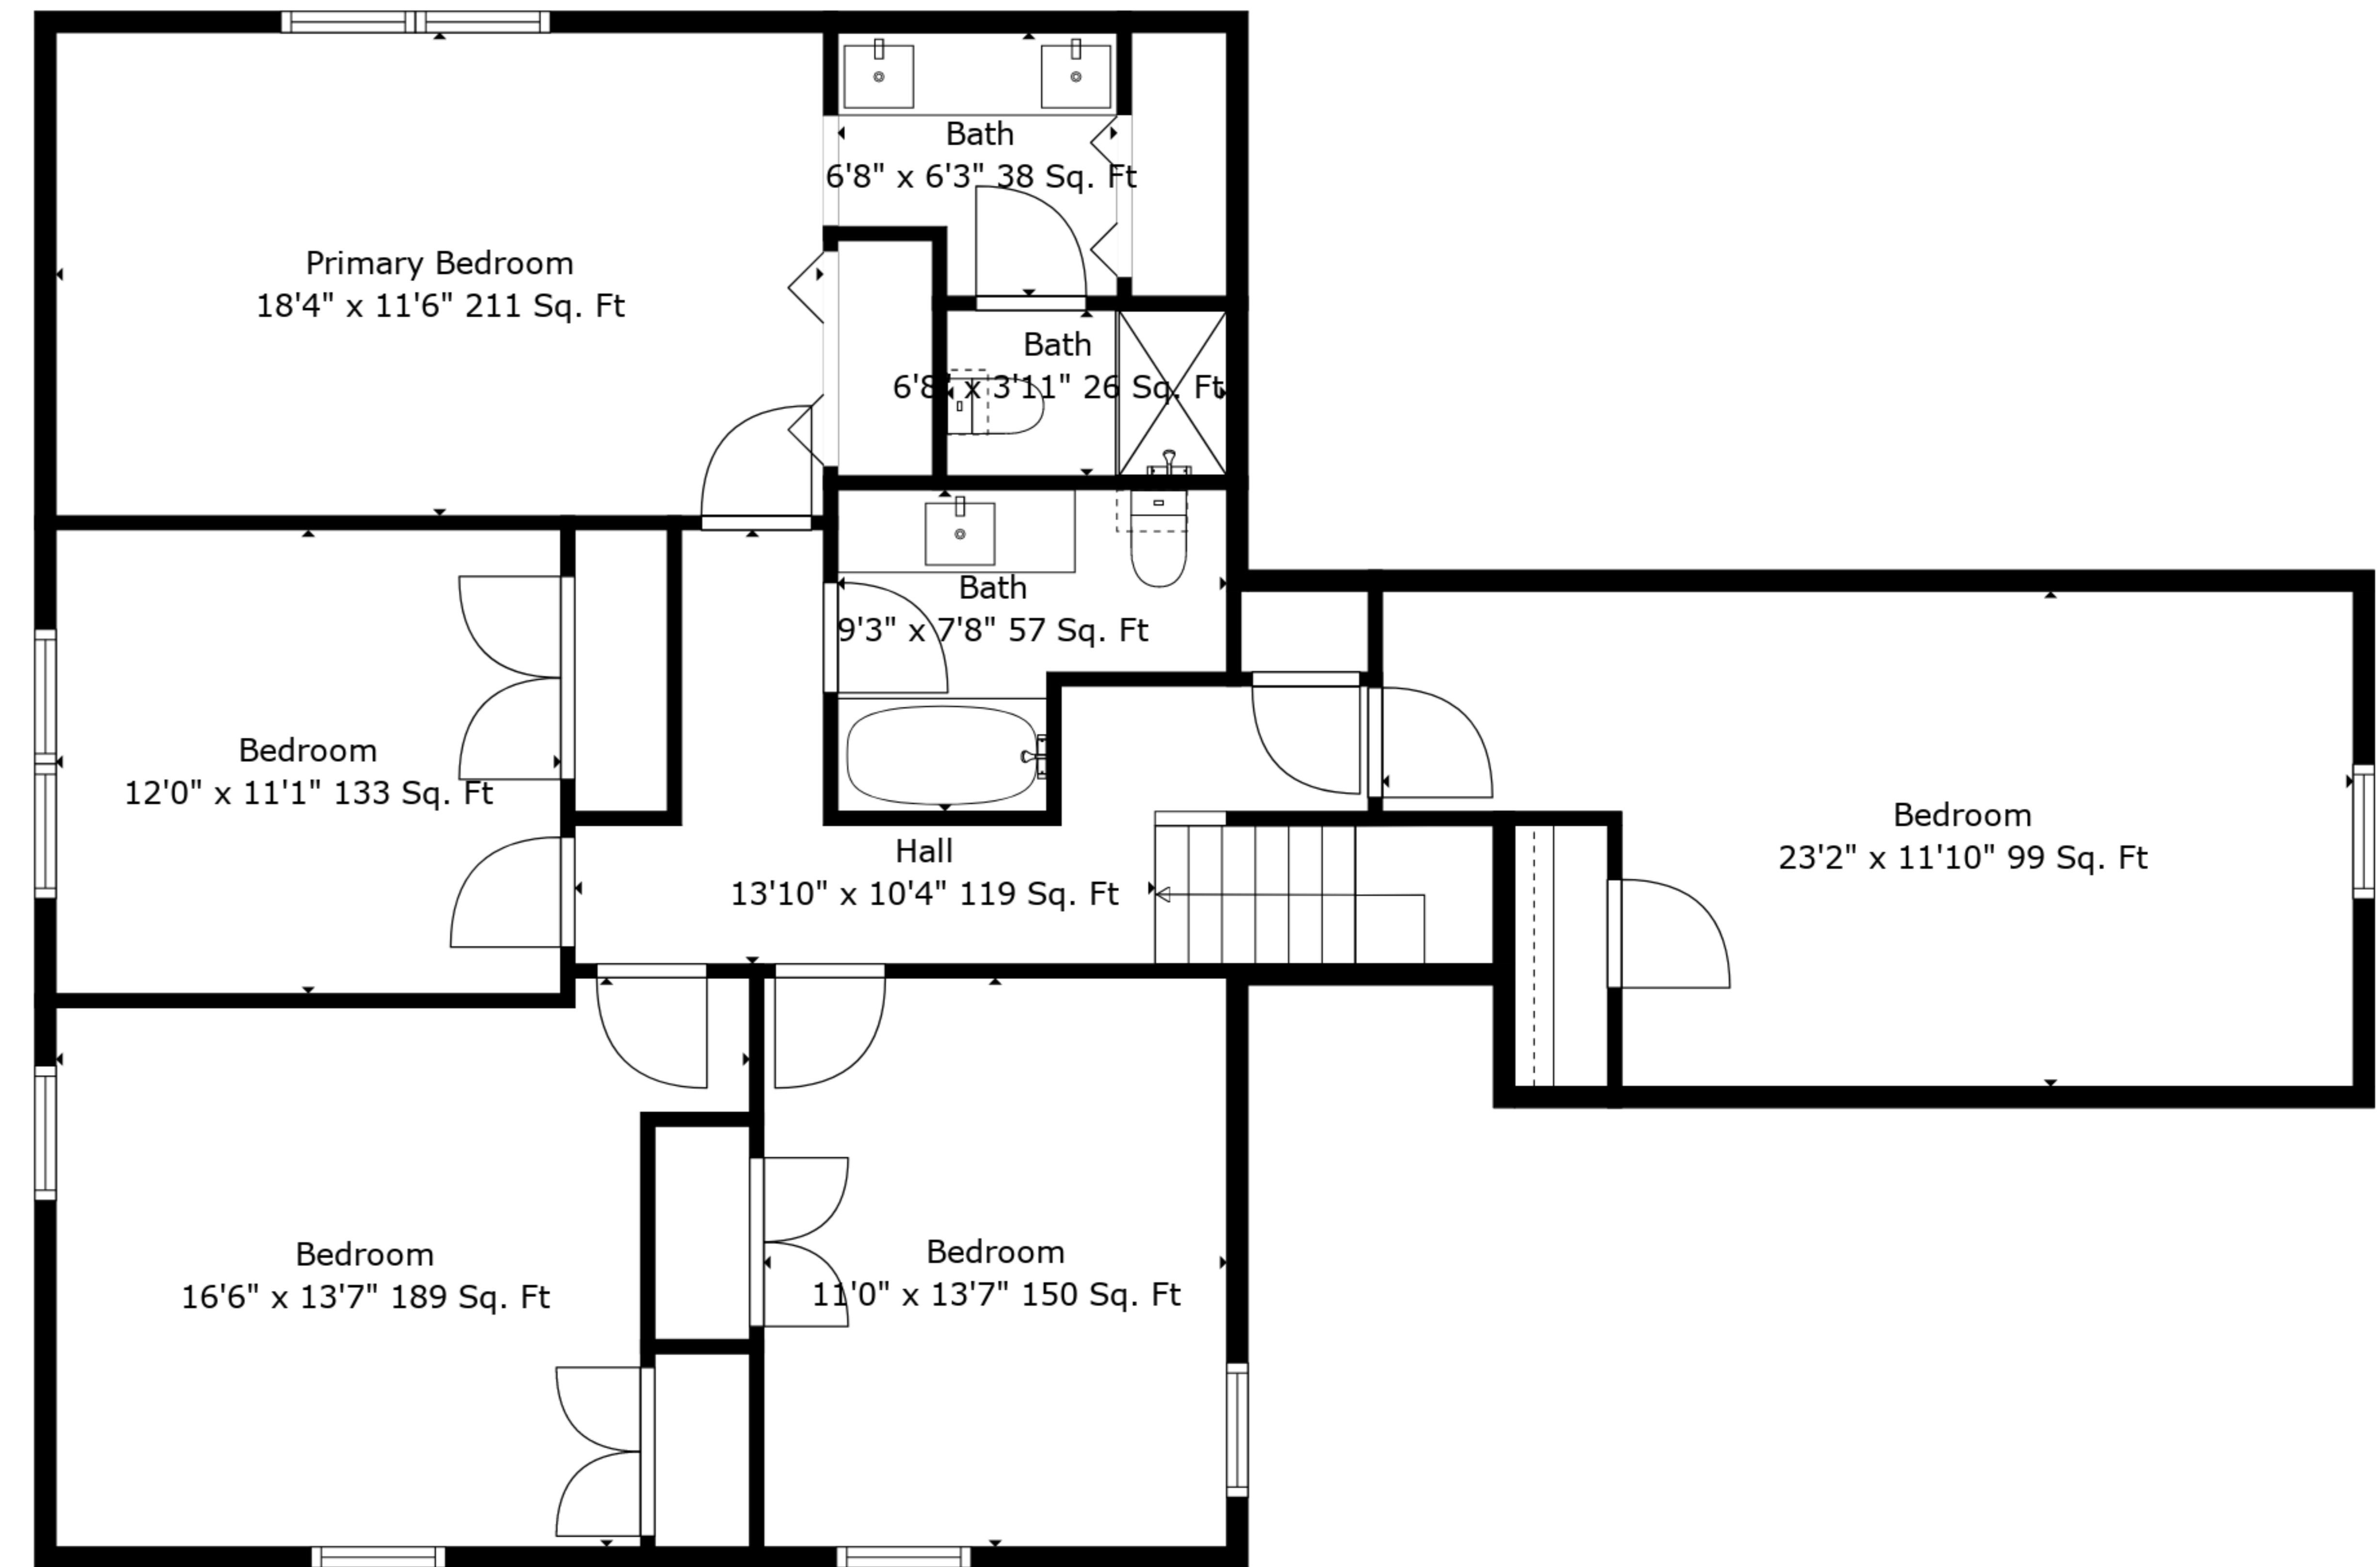 Bath
6'8" x 6'3" 38 Sq. Ft
Primary Bedroom
18'4" x 11'6" 211 Sq. Ft
Bath
6'8" x 3'11" 26 Sq. Ft
Bath
9'3" x 7'8" 57 Sq. Ft
Bedroom
12'0" x 11'1" 133 Sq. Ft
Hall
13'10" x 10'4" 119 Sq. Ft
Bedroom
23'2" x 11'10" 99 Sq. Ft
Bedroom
16'6" x 13'7" 189 Sq. Ft
Bedroom
11'0" x 13'7" 150 Sq. Ft